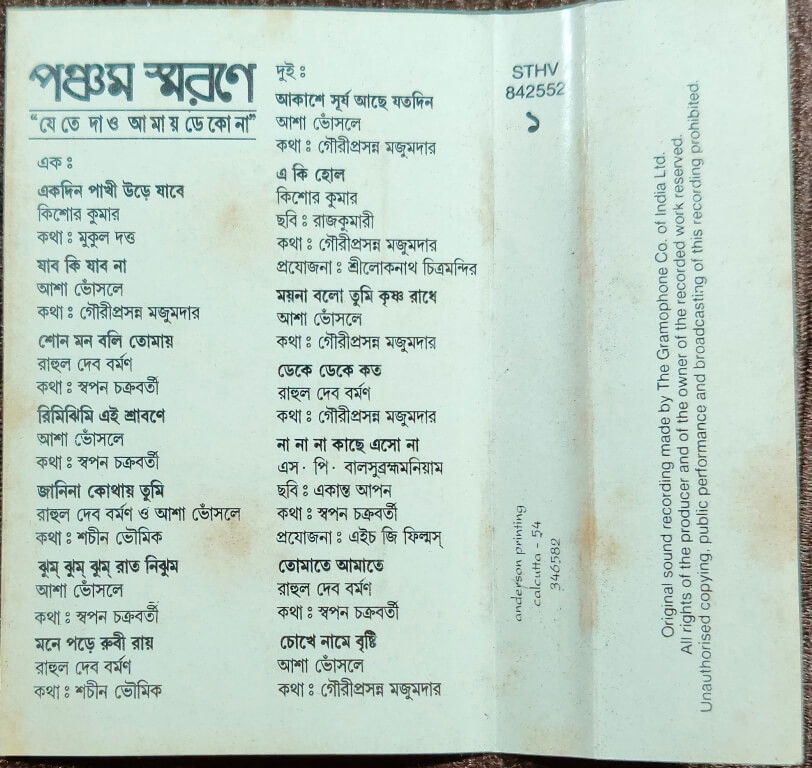 পঞ্চম স্মরণে
"যেতে দাও আমায় ডেকোনা"
এক ঃ
একদিন পাখী উড়ে যাবে
কিশোর কুমার
কথা ঃ মুকুল দত্ত
যাব কি যাব না
আশা ভোঁসলে
কথা ঃ গৌরীপ্রসন্ন মজুমদার
শোন মন বলি তোমায়
রাহুল দেব বর্মণ
কথা ঃ স্বপন চক্রবর্তী
রিমিঝিমি এই শ্রাবণে
আশা ভোঁসলে
কথা ঃ স্বপন চক্রবর্তী
জানিনা কোথায় তুমি
রাহুল দেব বর্মণ ও আশা ভোঁসলে
কথা ঃ শচীন ভৌমিক
ঝুম্ ঝুম্ ঝুম্ রাত নিঝুম
আশা ভোঁসলে
কথা ঃ স্বপন চক্রবর্তী
মনে পড়ে রুবী রায়
রাহুল দেব বর্মণ
কথা ঃ শচীন ভৌমিক
দুই ঃ
আকাশে সূর্য আছে যতদিন
আশা ভোঁসলে
কথা ঃ গৌরীপ্রসন্ন মজুমদার
এ কি হোল
কিশোর কুমার
ছবি ঃ রাজকুমারী
কথা ঃ গৌরীপ্রসন্ন মজুমদার
প্রযোজনা ঃ শ্রীলোকনাথ চিত্রমন্দির
ময়না বলো তুমি কৃষ্ণ রাধে
আশা ভোঁসলে
কথা ঃ গৌরীপ্রসন্ন মজুমদার
ডেকে ডেকে কত
রাহুল দেব বর্মণ
কথা ঃ গৌরীপ্রসন্ন মজুমদার
না না না কাছে এসো না
এস · পি · বালসুব্রহ্মনিয়াম
ছবি ঃ একান্ত আপন
কথা ঃ স্বপন চক্রবর্তী
প্রযোজনা ঃ এইচ জি ফিল্মস্
তোমাতে আমাতে
রাহুল দেব বর্মণ
কথা ঃ স্বপন চক্রবর্তী
চোখে নামে বৃষ্টি
আশা ভোঁসলে
কথা ঃ গৌরীপ্রসন্ন মজুমদার
STHV
842552
১
anderson printing
calcutta - 54
346582
Original sound recording made by The Gramophone Co. of India Ltd.
All rights of the producer and of the owner of the recorded work reserved.
Unauthorised copying, public performance and broadcasting of this recording prohibited.